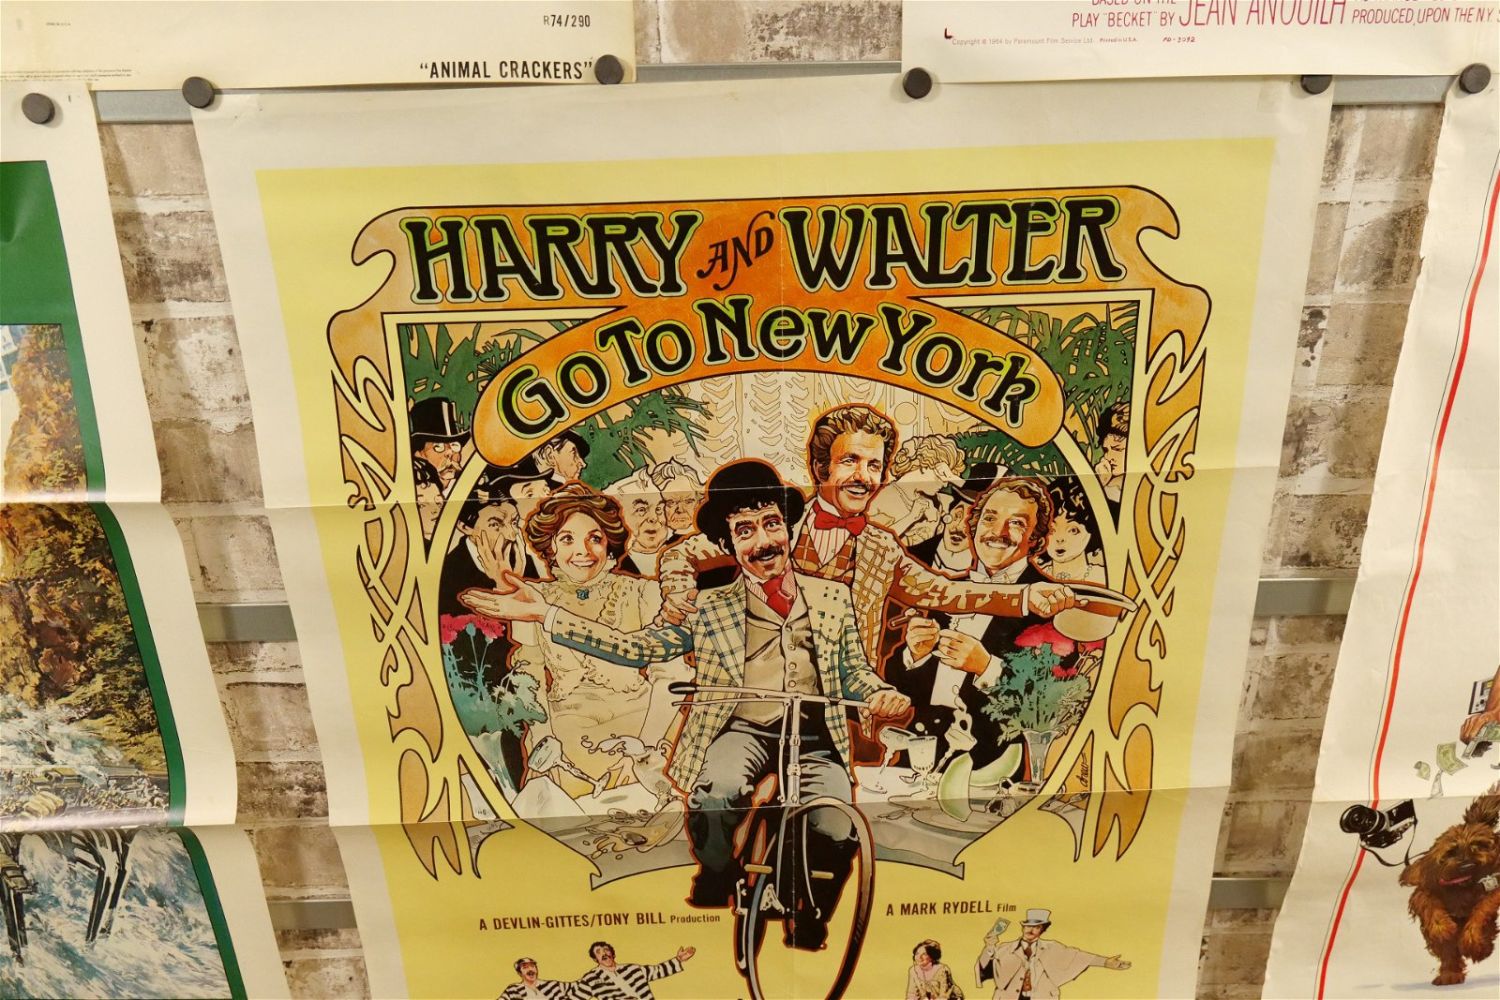 R74/290
"ANIMAL CRACKERS"
PLAY "BECKET" BY JEAN ANOUILH PRODUCED, UPON THE N.Y.
Copyright © 1964 by Paramount Film Service Ltd. Printed in U.S.A.
HARRY AND WALTER
GO TO NEW YORK
A DEVLIN-GITTES/TONY BILL Production
A MARK RYDELL Film